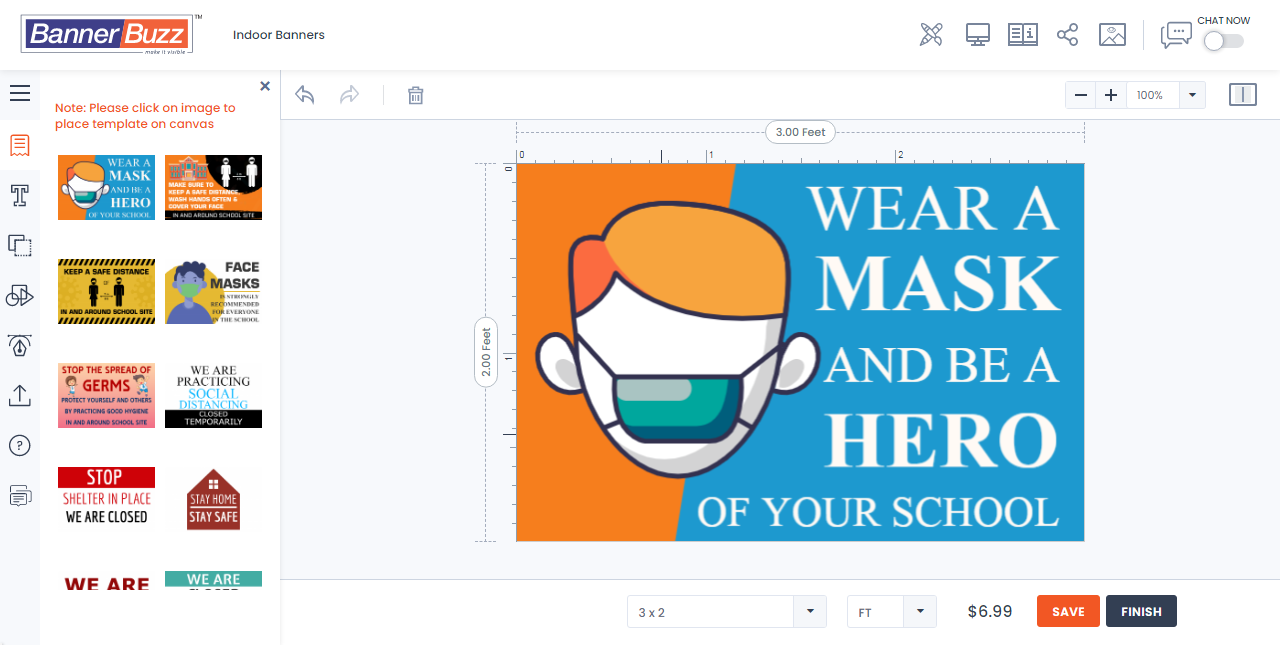 BannerBuzz™
make it visible
Indoor Banners
CHAT NOW
Note: Please click on image to
place template on canvas
WEAR A
MASK
AND BE A
HERO
OF YOUR SCHOOL
MAKE SURE TO
KEEP A SAFE DISTANCE,
WASH HANDS OFTEN &
COVER YOUR FACE
IN AND AROUND SCHOOL SITE
KEEP A SAFE DISTANCE
IN AND AROUND SCHOOL SITE
FACE
MASKS
IS STRONGLY
RECOMMENDED
FOR EVERYONE
IN THE SCHOOL
STOP THE SPREAD OF
GERMS
PROTECT YOURSELF AND OTHERS
BY PRACTICING GOOD HYGIENE
IN AND AROUND SCHOOL SITE
WE ARE
PRACTICING
SOCIAL
DISTANCING
CLOSED
TEMPORARILY
STOP
SHELTER IN PLACE
WE ARE CLOSED
STAY HOME
STAY SAFE
WE ARE
WE ARE
100%
3.00 Feet
0
1
2
0
1
2.00 Feet
WEAR A
MASK
AND BE A
HERO
OF YOUR SCHOOL
3 x 2
FT
$6.99
SAVE
FINISH